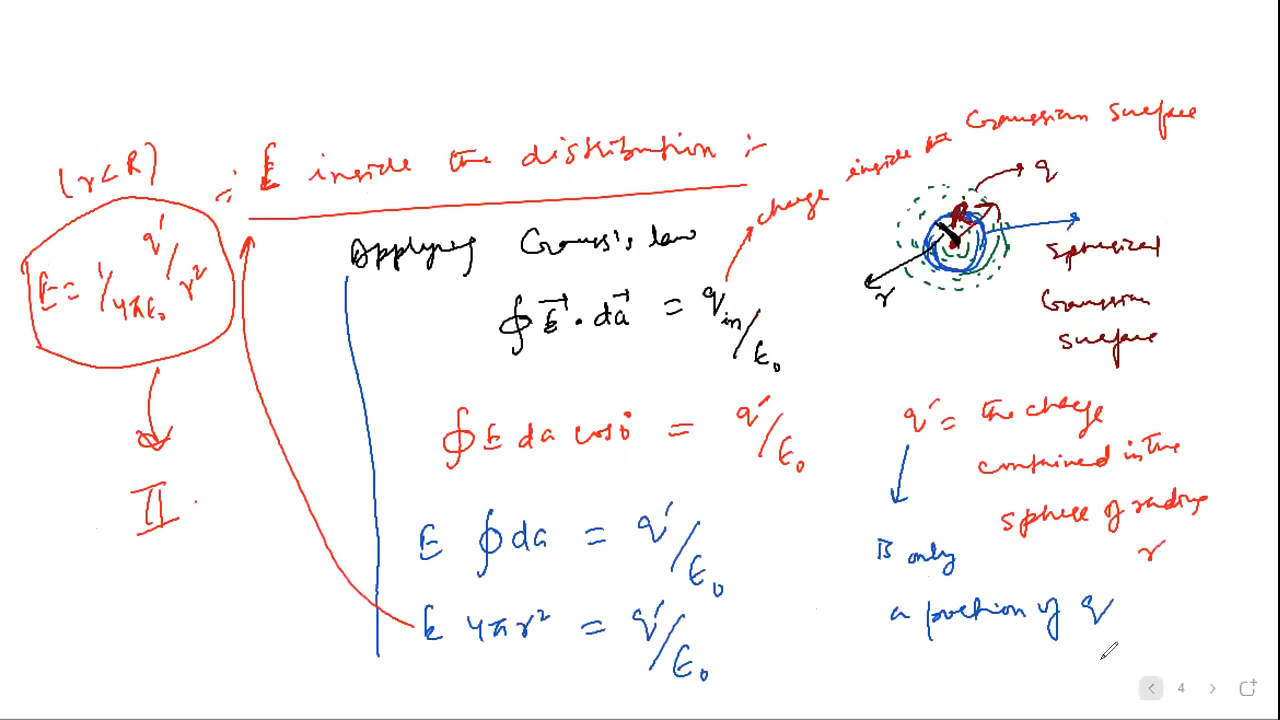 (r<R)
:- E inside the distribution :-
Applying Gauss's law
∮ E⃗ · da⃗ = q_in/ε₀
charge inside the Gaussian surface
q
R
r
Spherical
Gaussian
surface
E = 1/4πε₀ q'/r²
II
∮ E da cos 0 = q'/ε₀
E ∮ da = q'/ε₀
E 4πr² = q'/ε₀
q' = the charge
contained in the
sphere of radius
r
is only
a portion of q
4